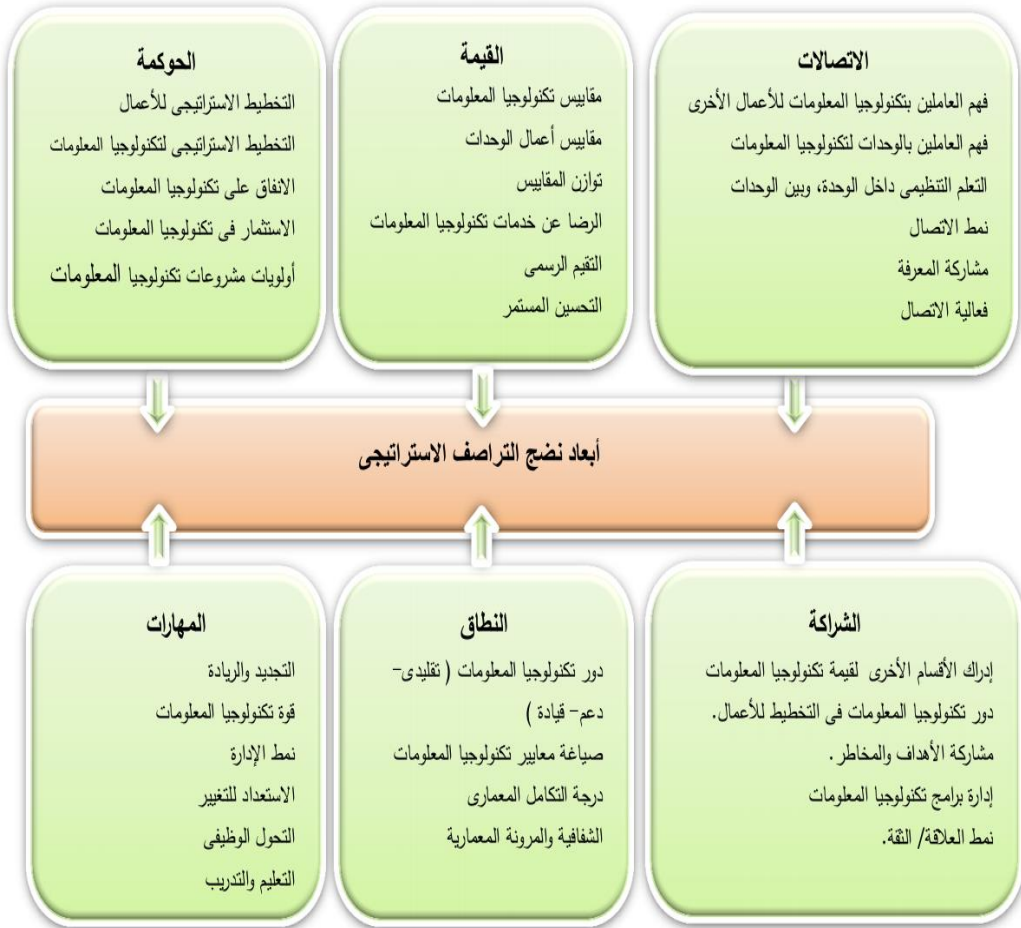 الاتصالات
فهم العاملين بتكنولوجيا المعلومات للأعمال الأخرى
فهم العاملين بالوحدات لتكنولوجيا المعلومات
التعلم التنظيمى داخل الوحدة، وبين الوحدات
نمط الاتصال
مشاركة المعرفة
فعالية الاتصال
القيمة
مقاييس تكنولوجيا المعلومات
مقاييس أعمال الوحدات
توازن المقاييس
الرضا عن خدمات تكنولوجيا المعلومات
التقيم الرسمى
التحسين المستمر
الحوكمة
التخطيط الاستراتيجى للأعمال
التخطيط الاستراتيجى لتكنولوجيا المعلومات
الانفاق على تكنولوجيا المعلومات
الاستثمار فى تكنولوجيا المعلومات
أولويات مشروعات تكنولوجيا المعلومات
أبعاد نضج التراصف الاستراتيجى
الشراكة
إدراك الأقسام الأخرى لقيمة تكنولوجيا المعلومات
دور تكنولوجيا المعلومات فى التخطيط للأعمال.
مشاركة الأهداف والمخاطر .
إدارة برامج تكنولوجيا المعلومات
نمط العلاقة/ الثقة.
النطاق
دور تكنولوجيا المعلومات ( تقليدى-
دعم- قيادة )
صياغة معايير تكنولوجيا المعلومات
درجة التكامل المعمارى
الشفافية والمرونة المعمارية
المهارات
التجديد والريادة
قوة تكنولوجيا المعلومات
نمط الإدارة
الاستعداد للتغيير
التحول الوظيفى
التعليم والتدريب